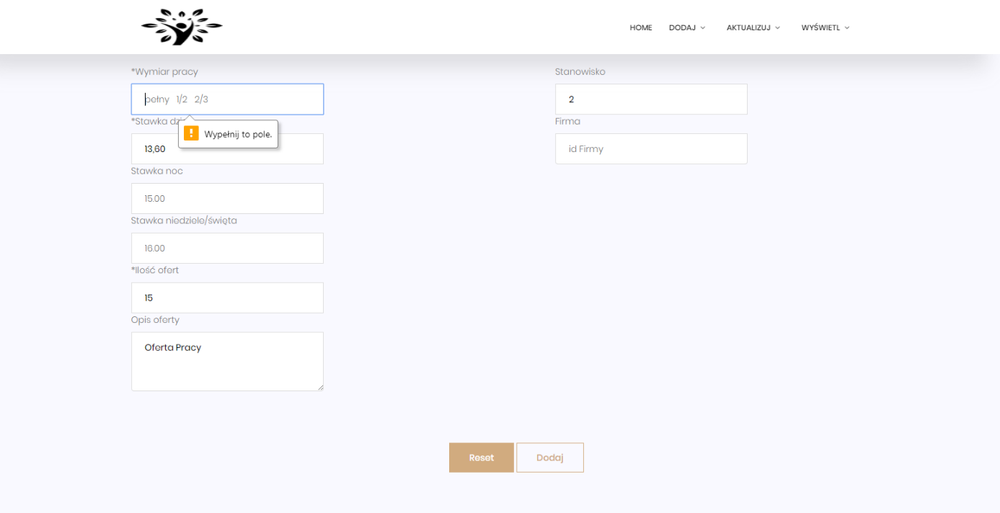 HOME DODAJ AKTUALIZUJ WYŚWIETL
*Wymiar pracy
pełny 1/2 2/3
*Stawka
Wypełnij to pole.
13,60
Stawka noc
15.00
Stawka niedziele/święta
16.00
*Ilość ofert
15
Opis oferty
Oferta Pracy
Stanowisko
2
Firma
id Firmy
Reset Dodaj